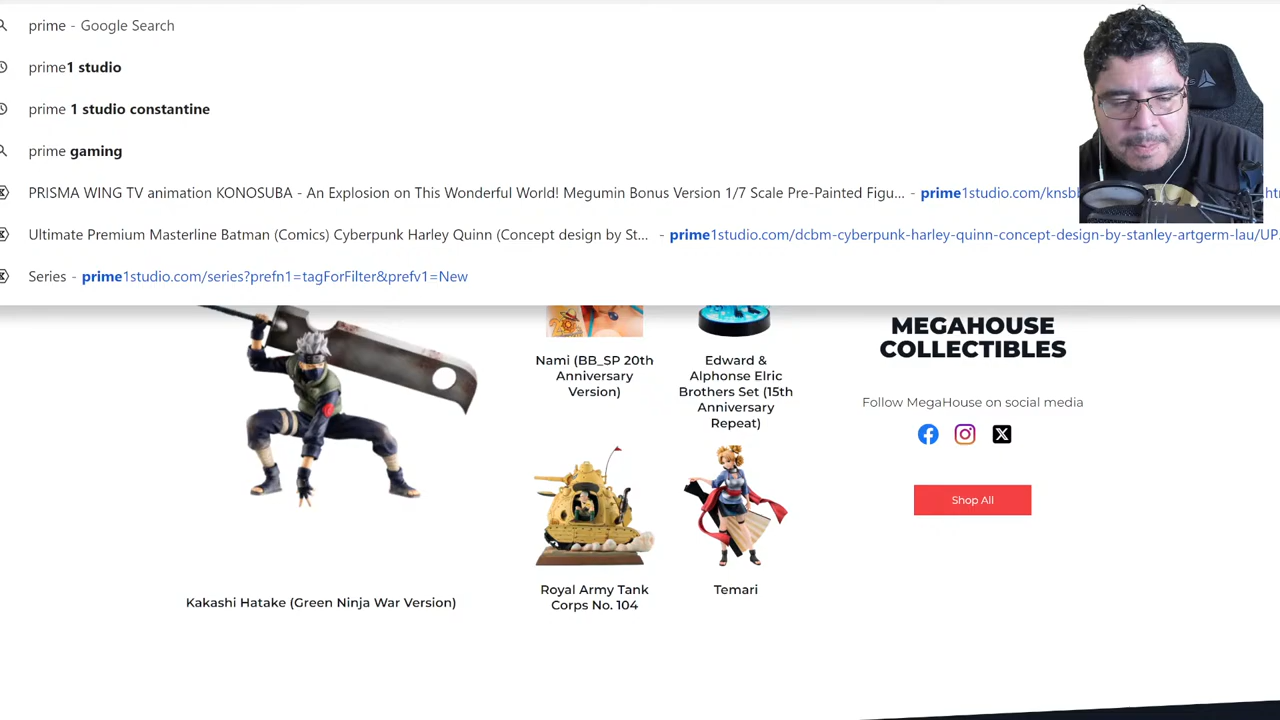 prime - Google Search
prime1 studio
prime 1 studio constantine
prime gaming
PRISMA WING TV animation KONOSUBA - An Explosion on This Wonderful World! Megumin Bonus Version 1/7 Scale Pre-Painted Figu... - prime1studio.com/knsb
Ultimate Premium Masterline Batman (Comics) Cyberpunk Harley Quinn (Concept design by St... - prime1studio.com/dcbm-cyberpunk-harley-quinn-concept-design-by-stanley-artgerm-lau/UP
Series - prime1studio.com/series?prefn1=tagForFilter&prefv1=New
Kakashi Hatake (Green Ninja War Version)
Nami (BB_SP 20th
Anniversary
Version)
Edward &
Alphonse Elric
Brothers Set (15th
Anniversary
Repeat)
Royal Army Tank
Corps No. 104
Temari
MEGAHOUSE
COLLECTIBLES
Follow MegaHouse on social media
Shop All